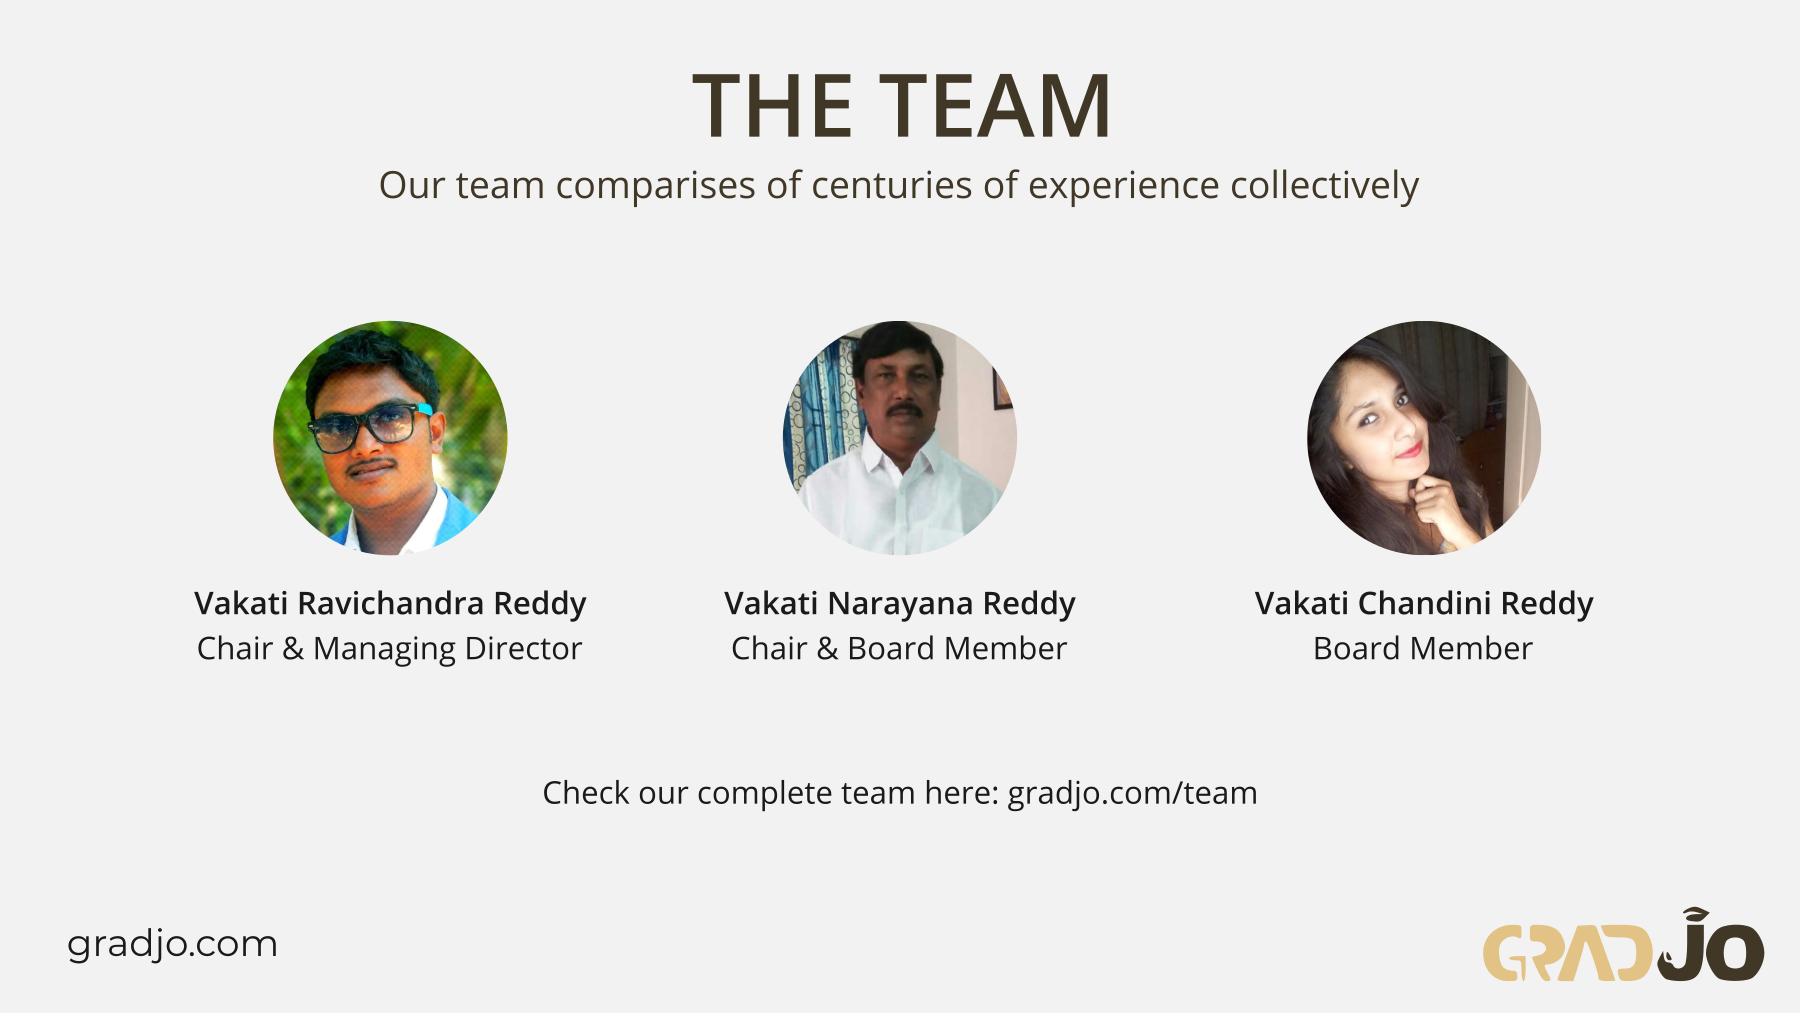 THE TEAM
Our team comparises of centuries of experience collectively
Vakati Ravichandra Reddy
Chair & Managing Director
Vakati Narayana Reddy
Chair & Board Member
Vakati Chandini Reddy
Board Member
Check our complete team here: gradjo.com/team
gradjo.com
GRADJO